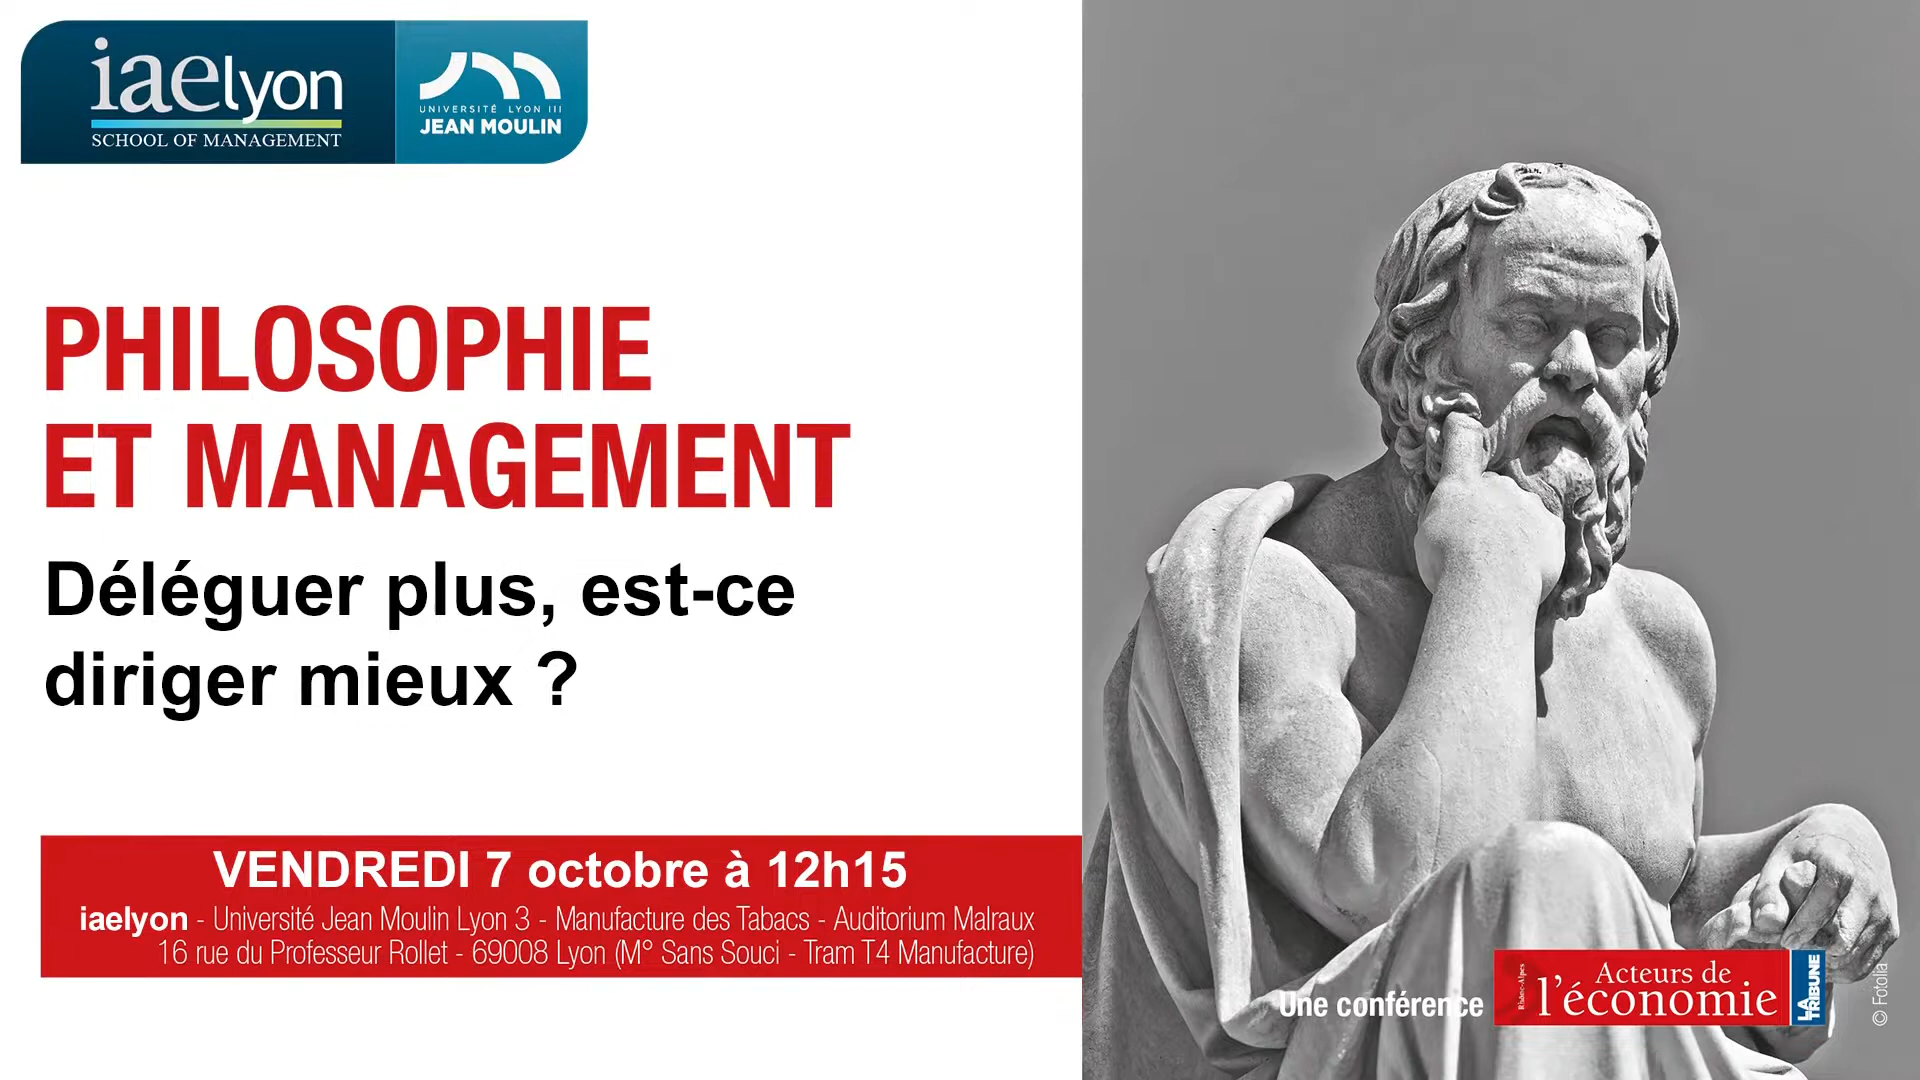 iaelyon
SCHOOL OF MANAGEMENT
UNIVERSITÉ LYON III
JEAN MOULIN
PHILOSOPHIE
ET MANAGEMENT
Déléguer plus, est-ce
diriger mieux ?
VENDREDI 7 octobre à 12h15
iaelyon - Université Jean Moulin Lyon 3 - Manufacture des Tabacs - Auditorium Malraux
16 rue du Professeur Rollet - 69008 Lyon (M° Sans Souci - Tram T4 Manufacture)
Une conférence
Rhône-Alpes
Acteurs de
l'économie
LA TRIBUNE
© Fotolia